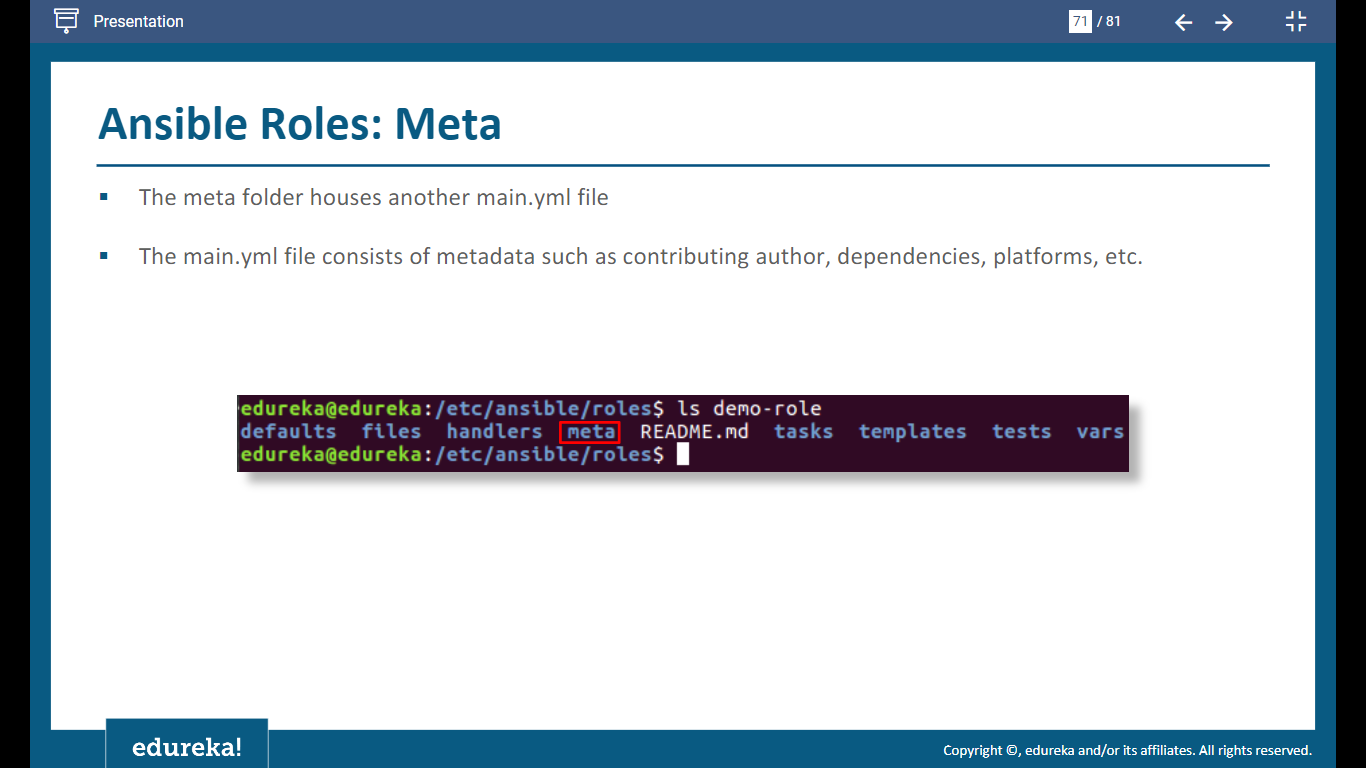 Presentation
71 / 81
Ansible Roles: Meta
The meta folder houses another main.yml file
The main.yml file consists of metadata such as contributing author, dependencies, platforms, etc.
edureka@edureka:/etc/ansible/roles$ ls demo-role
defaults files handlers meta README.md tasks templates tests vars
edureka@edureka:/etc/ansible/roles$
edureka!
Copyright ©, edureka and/or its affiliates. All rights reserved.